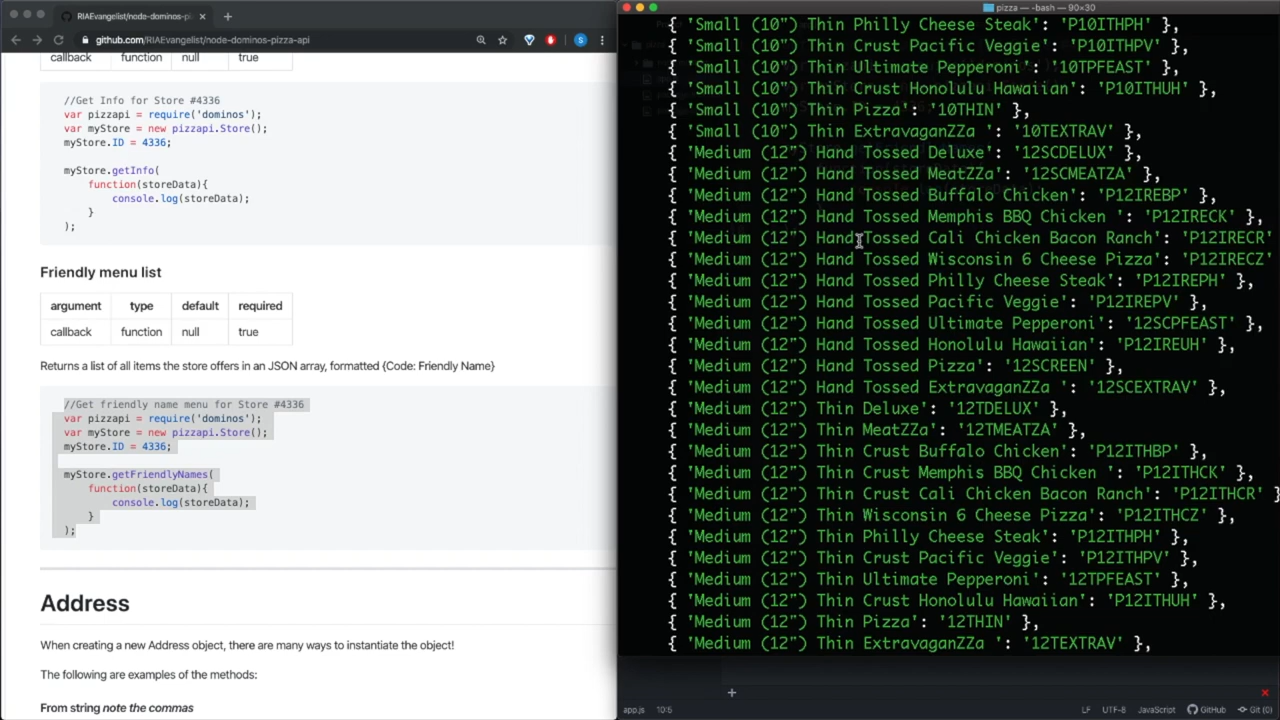 RIAEvangelist/node-dominos-pi
github.com/RIAEvangelist/node-dominos-pizza-api
callback function null true
//Get Info for Store #4336
var pizzapi = require('dominos');
var myStore = new pizzapi.Store();
myStore.ID = 4336;
myStore.getInfo(
function(storeData){
console.log(storeData);
}
);
Friendly menu list
argument type default required
callback function null true
Returns a list of all items the store offers in an JSON array, formatted {Code: Friendly Name}
//Get friendly name menu for Store #4336
var pizzapi = require('dominos');
var myStore = new pizzapi.Store();
myStore.ID = 4336;
myStore.getFriendlyNames(
function(storeData){
console.log(storeData);
}
);
Address
When creating a new Address object, there are many ways to instantiate the object!
The following are examples of the methods:
From string note the commas
pizza — -bash — 90×30
{ 'Small (10") Thin Philly Cheese Steak': 'P10ITHPH' },
{ 'Small (10") Thin Crust Pacific Veggie': 'P10ITHPV' },
{ 'Small (10") Thin Ultimate Pepperoni': '10TPFEAST' },
{ 'Small (10") Thin Crust Honolulu Hawaiian': 'P10ITHUH' },
{ 'Small (10") Thin Pizza': '10THIN' },
{ 'Small (10") Thin ExtravaganZZa ': '10TEXTRAV' },
{ 'Medium (12") Hand Tossed Deluxe': '12SCDELUX' },
{ 'Medium (12") Hand Tossed MeatZZa': '12SCMEATZA' },
{ 'Medium (12") Hand Tossed Buffalo Chicken': 'P12IREBP' },
{ 'Medium (12") Hand Tossed Memphis BBQ Chicken ': 'P12IRECK' },
{ 'Medium (12") Hand Tossed Cali Chicken Bacon Ranch': 'P12IRECR'
{ 'Medium (12") Hand Tossed Wisconsin 6 Cheese Pizza': 'P12IRECZ'
{ 'Medium (12") Hand Tossed Philly Cheese Steak': 'P12IREPH' },
{ 'Medium (12") Hand Tossed Pacific Veggie': 'P12IREPV' },
{ 'Medium (12") Hand Tossed Ultimate Pepperoni': '12SCPFEAST' },
{ 'Medium (12") Hand Tossed Honolulu Hawaiian': 'P12IREUH' },
{ 'Medium (12") Hand Tossed Pizza': '12SCREEN' },
{ 'Medium (12") Hand Tossed ExtravaganZZa ': '12SCEXTRAV' },
{ 'Medium (12") Thin Deluxe': '12TDELUX' },
{ 'Medium (12") Thin MeatZZa': '12TMEATZA' },
{ 'Medium (12") Thin Crust Buffalo Chicken': 'P12ITHBP' },
{ 'Medium (12") Thin Crust Memphis BBQ Chicken ': 'P12ITHCK' },
{ 'Medium (12") Thin Crust Cali Chicken Bacon Ranch': 'P12ITHCR' }
{ 'Medium (12") Thin Wisconsin 6 Cheese Pizza': 'P12ITHCZ' },
{ 'Medium (12") Thin Philly Cheese Steak': 'P12ITHPH' },
{ 'Medium (12") Thin Crust Pacific Veggie': 'P12ITHPV' },
{ 'Medium (12") Thin Ultimate Pepperoni': '12TPFEAST' },
{ 'Medium (12") Thin Crust Honolulu Hawaiian': 'P12ITHUH' },
{ 'Medium (12") Thin Pizza': '12THIN' },
{ 'Medium (12") Thin ExtravaganZZa ': '12TEXTRAV' },
app.js 10:5 LF UTF-8 JavaScript GitHub Git (0)